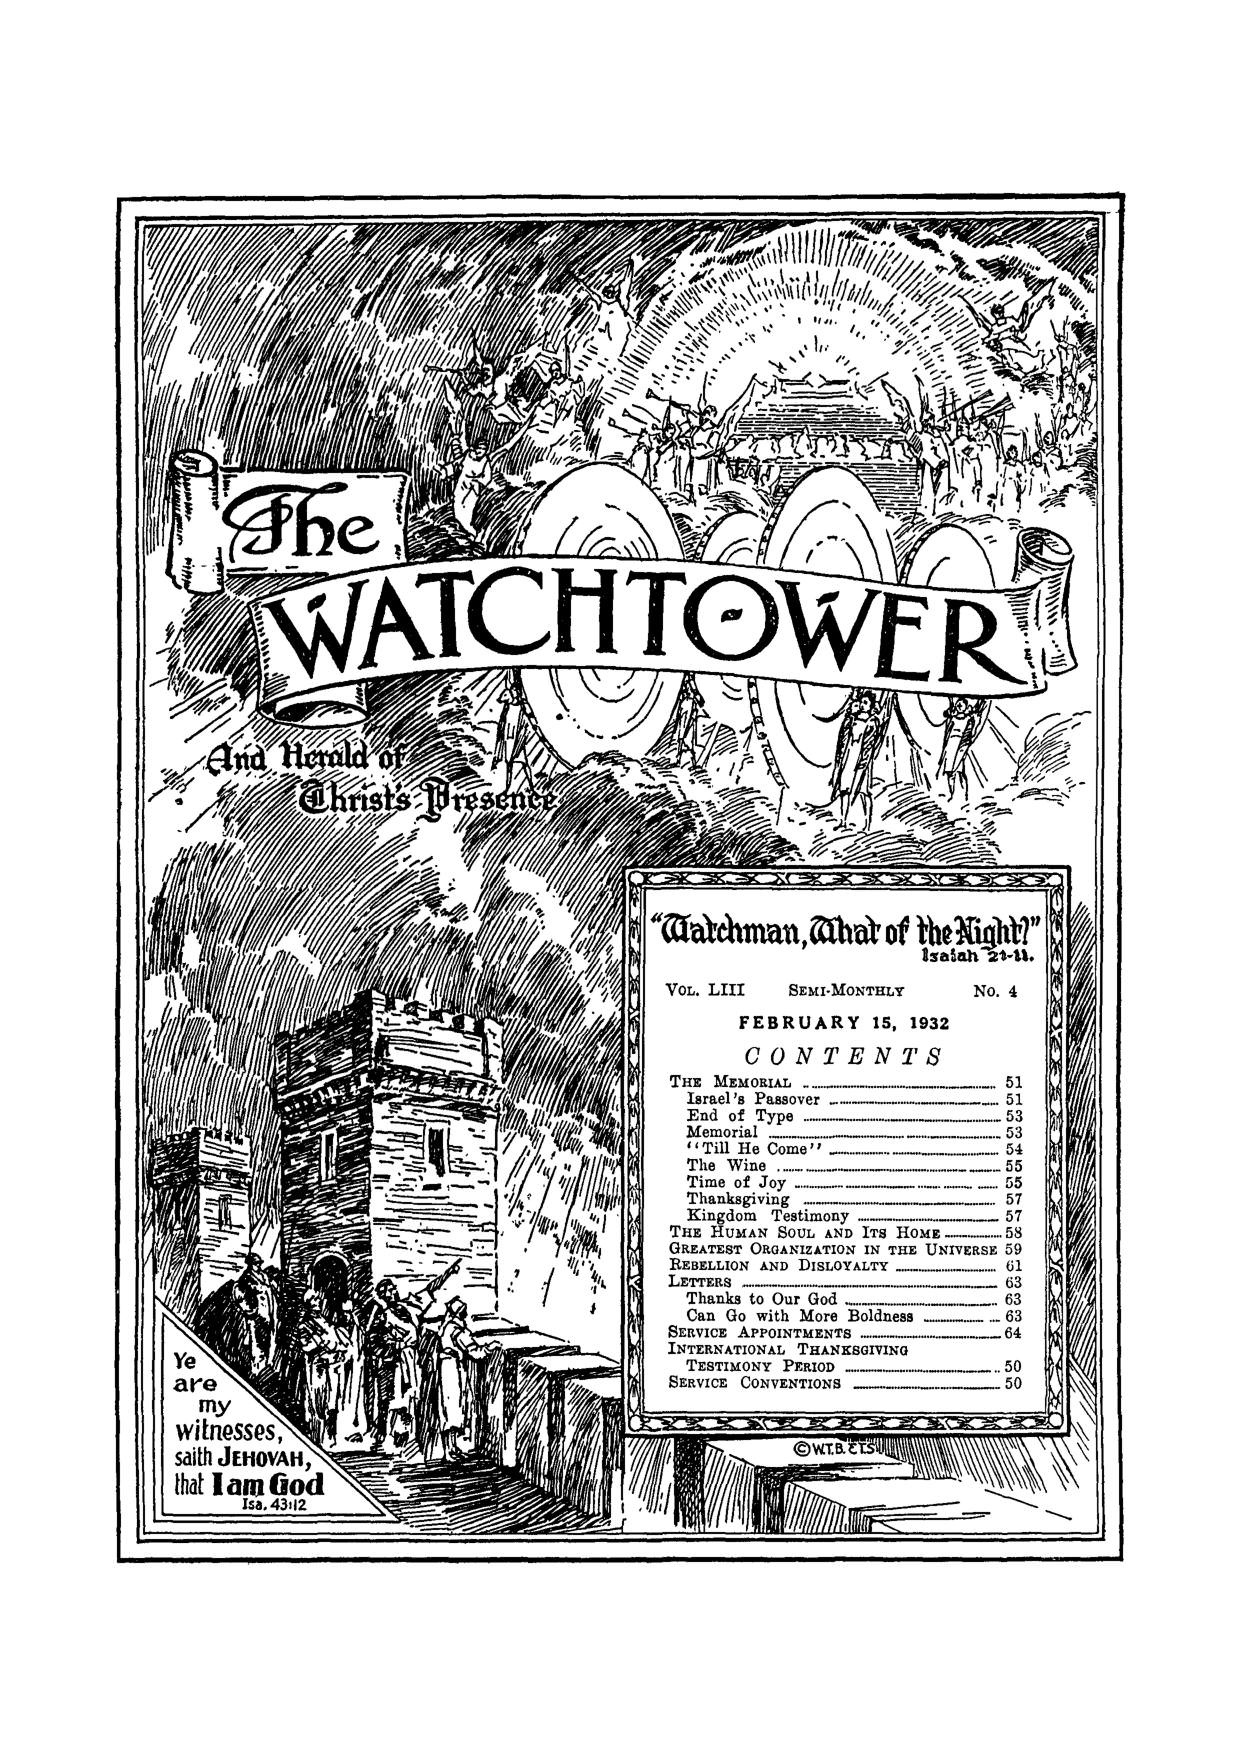 The
WATCHTOWER
And Herald of
Christ's Presence
"Watchman, What of the Night?"
Isaiah 21-11.
VOL. LIII SEMI-MONTHLY No. 4
FEBRUARY 15, 1932
CONTENTS
THE MEMORIAL 51
Israel's Passover 51
End of Type 53
Memorial 53
"Till He Come" 54
The Wine 55
Time of Joy 55
Thanksgiving 57
Kingdom Testimony 57
THE HUMAN SOUL AND ITS HOME 58
GREATEST ORGANIZATION IN THE UNIVERSE 59
REBELLION AND DISLOYALTY 61
LETTERS 63
Thanks to Our God 63
Can Go with More Boldness 63
SERVICE APPOINTMENTS 64
INTERNATIONAL THANKSGIVING
TESTIMONY PERIOD 50
SERVICE CONVENTIONS 50
©W.T.B.&T.S.
Ye
are
my
witnesses,
saith JEHOVAH,
that I am God
Isa. 43:12